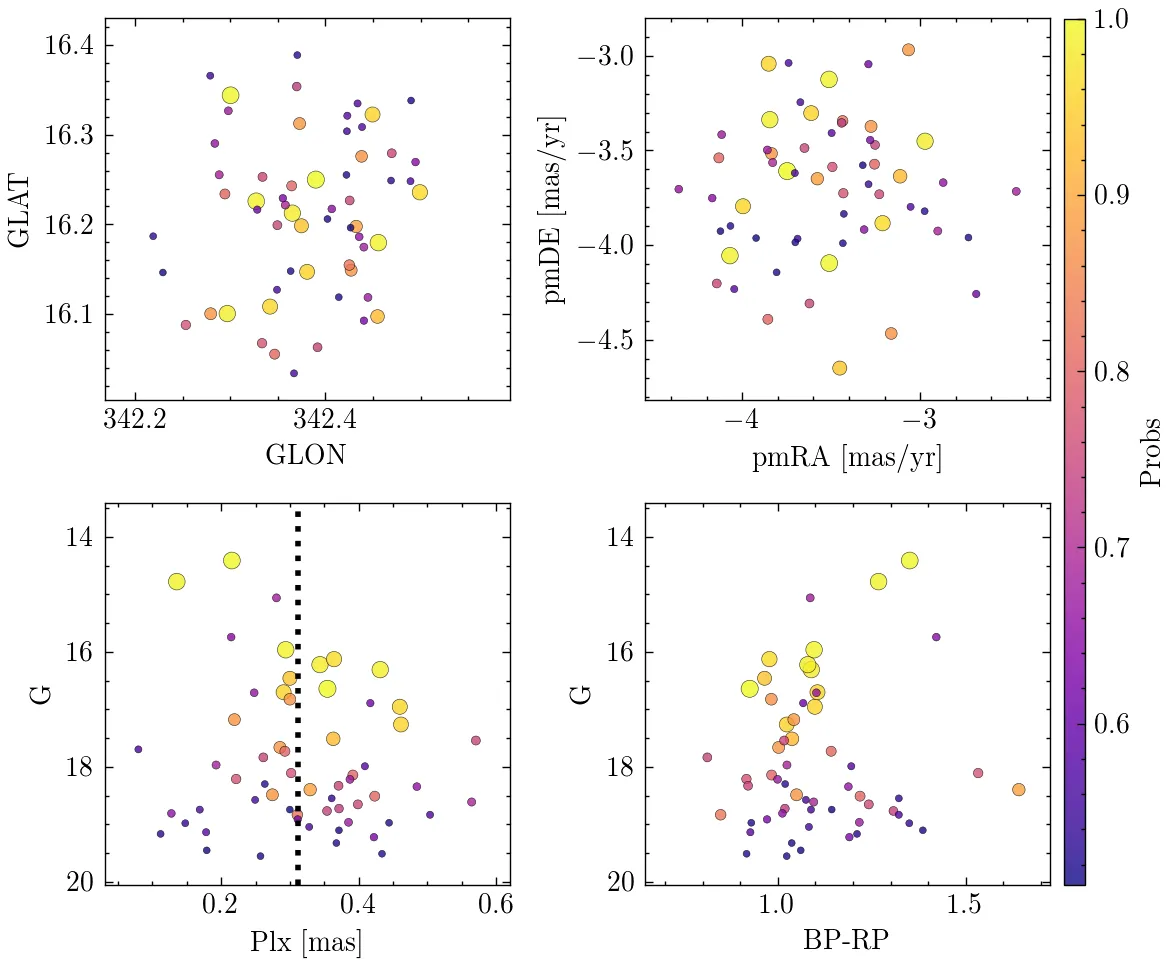 16.4
16.3
16.2
16.1
GLAT
342.2 342.4
GLON
−3.0
−3.5
−4.0
−4.5
pmDE [mas/yr]
−4 −3
pmRA [mas/yr]
14
16
18
20
G
0.2 0.4 0.6
Plx [mas]
14
16
18
20
G
1.0 1.5
BP-RP
1.0
0.9
0.8
0.7
0.6
Probs